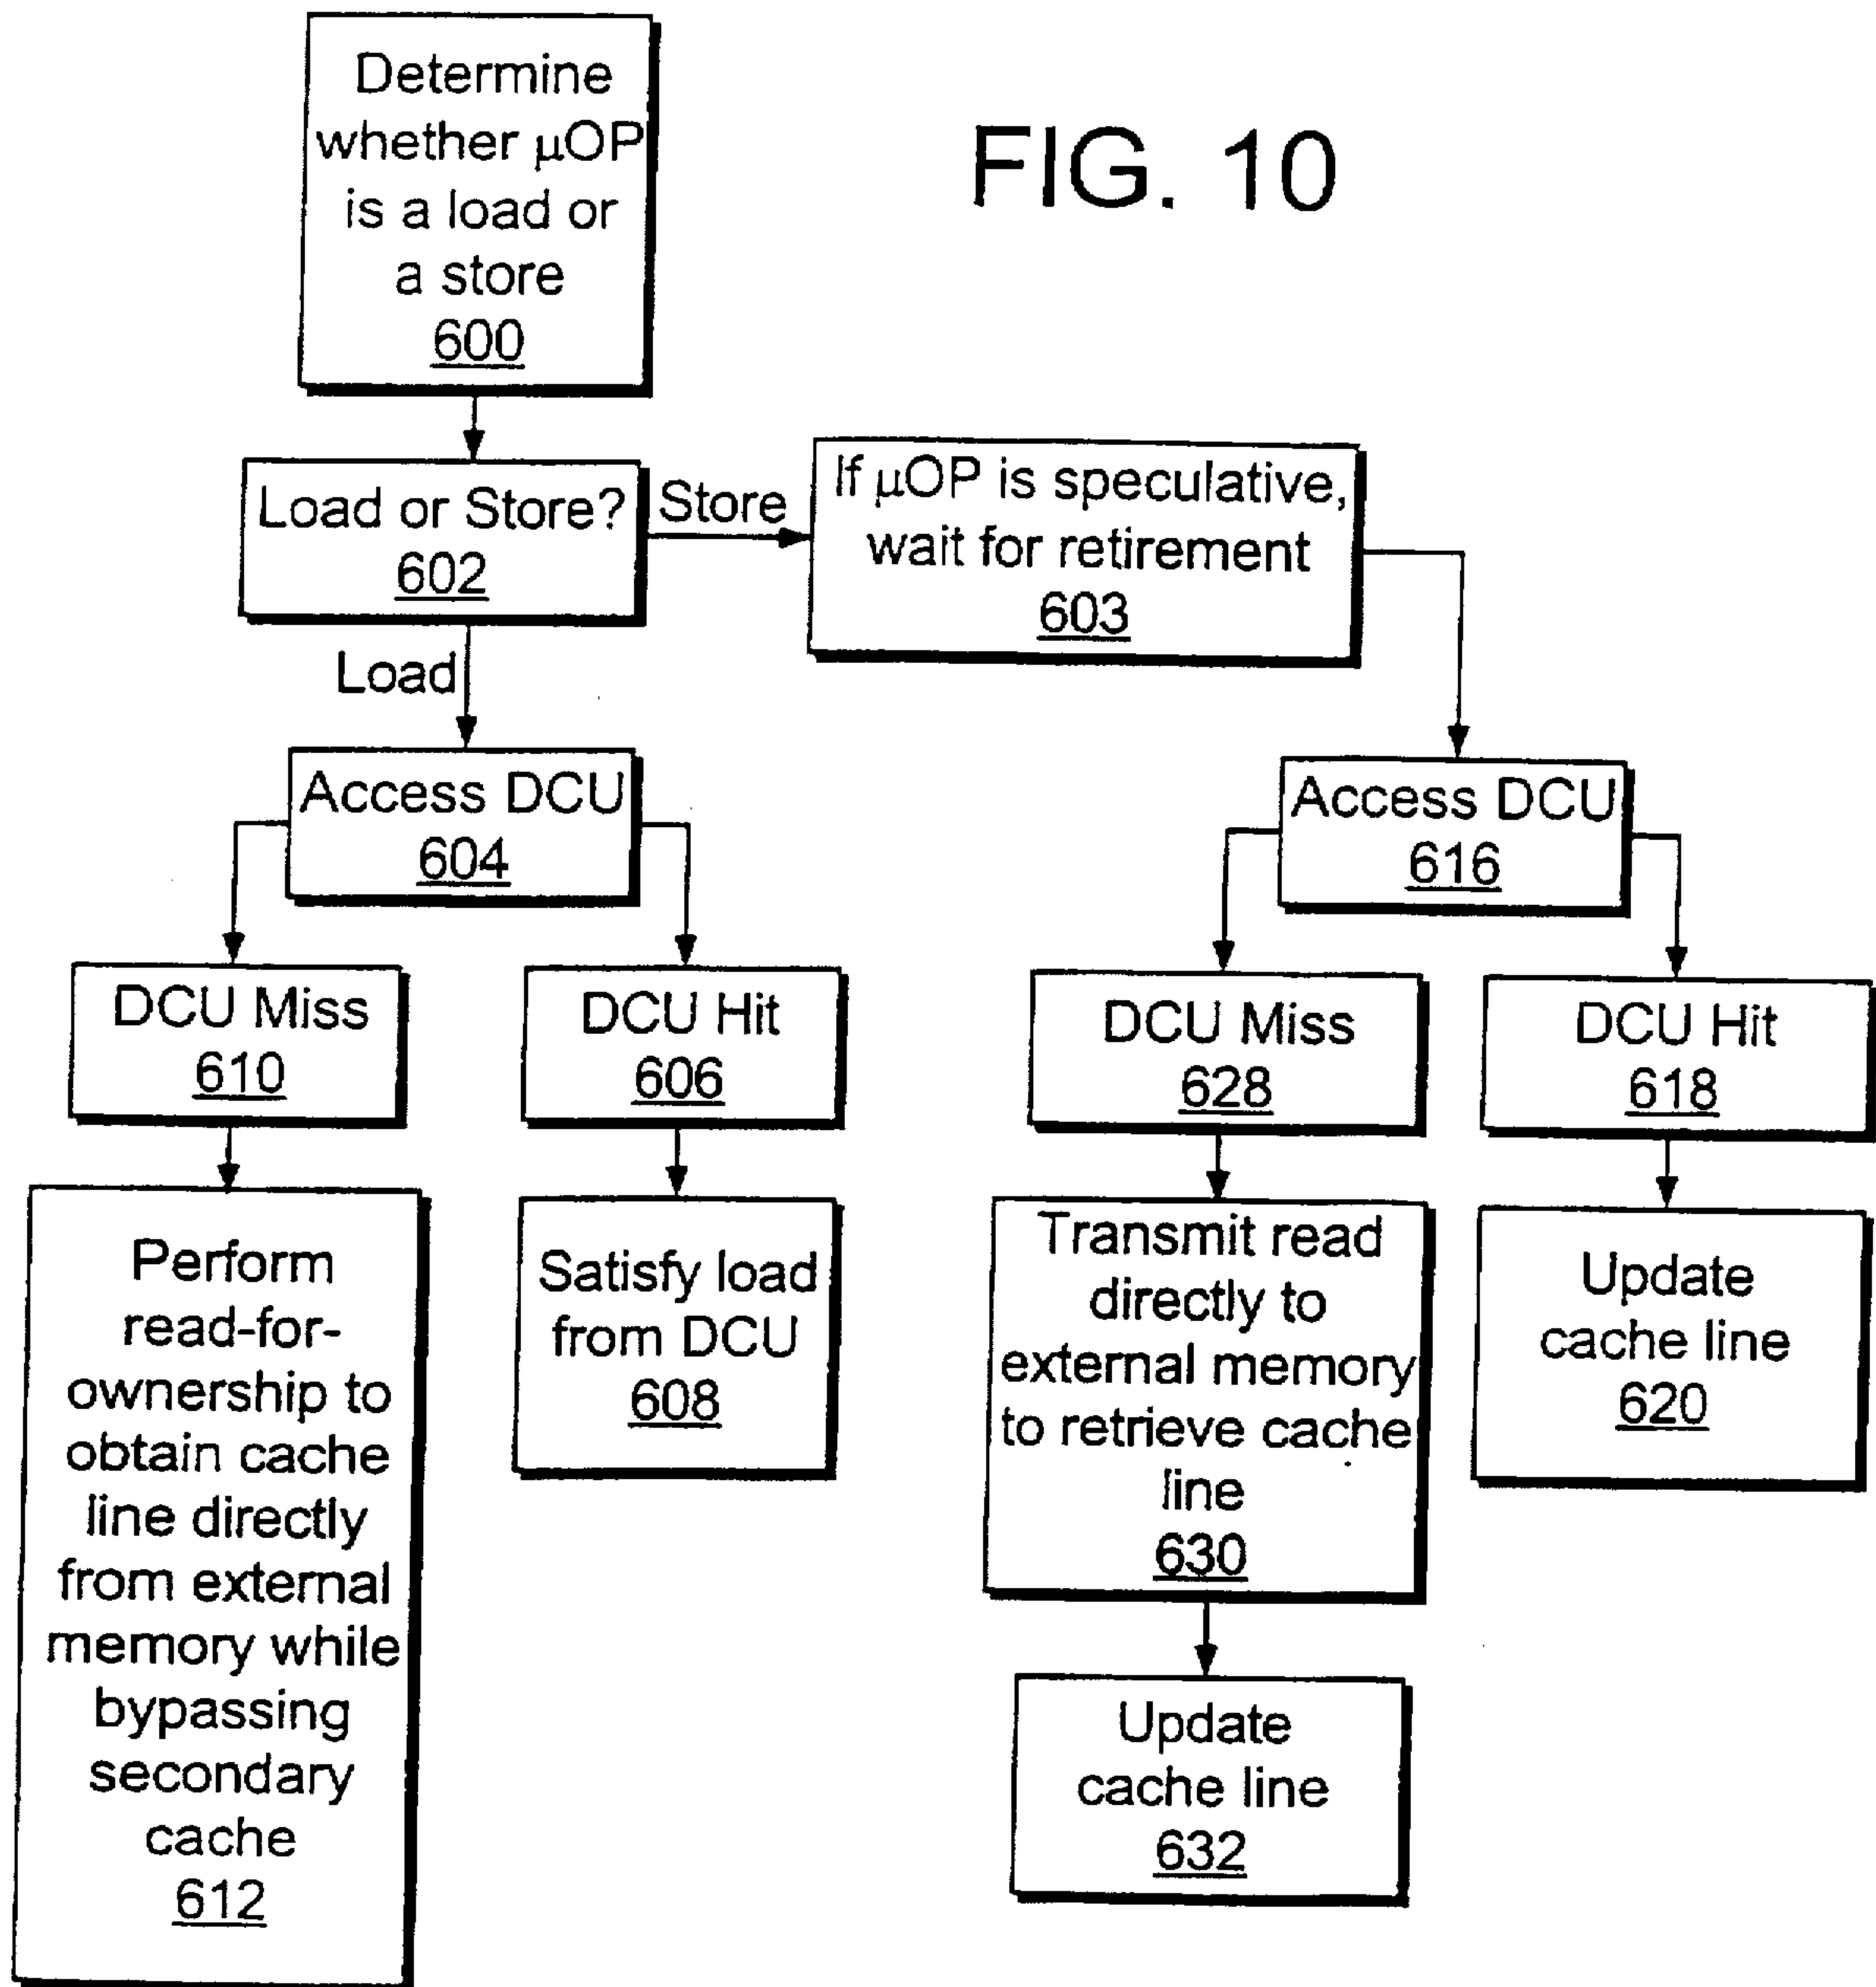 FIG. 10
Determine
whether μOP
is a load or
a store
600
Load or Store?
602
Store
Load
If μOP is speculative,
wait for retirement
603
Access DCU
604
Access DCU
616
DCU Miss
610
DCU Hit
606
DCU Miss
628
DCU Hit
618
Perform
read-for-
ownership to
obtain cache
line directly
from external
memory while
bypassing
secondary
cache
612
Satisfy load
from DCU
608
Transmit read
directly to
external memory
to retrieve cache
line
630
Update
cache line
620
Update
cache line
632